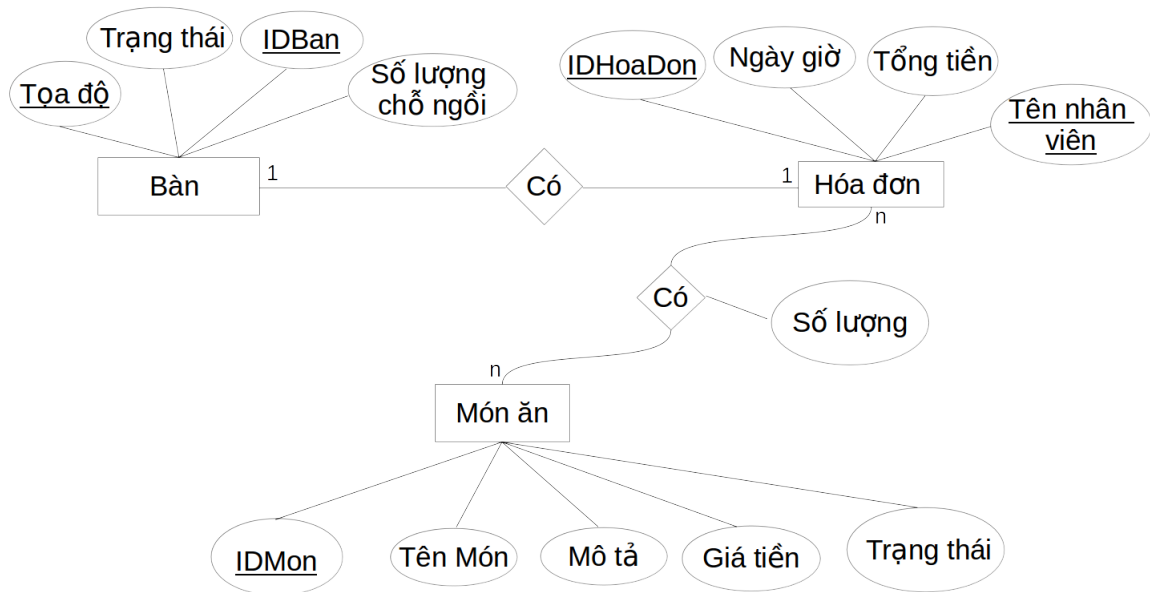 Trạng thái
IDBan
Tọa độ
Số lượng
chỗ ngồi
IDHoaDon
Ngày giờ
Tổng tiền
Tên nhân
viên
Bàn
1
Có
1
Hóa đơn
n
Có
Số lượng
n
Món ăn
IDMon
Tên Món
Mô tả
Giá tiền
Trạng thái